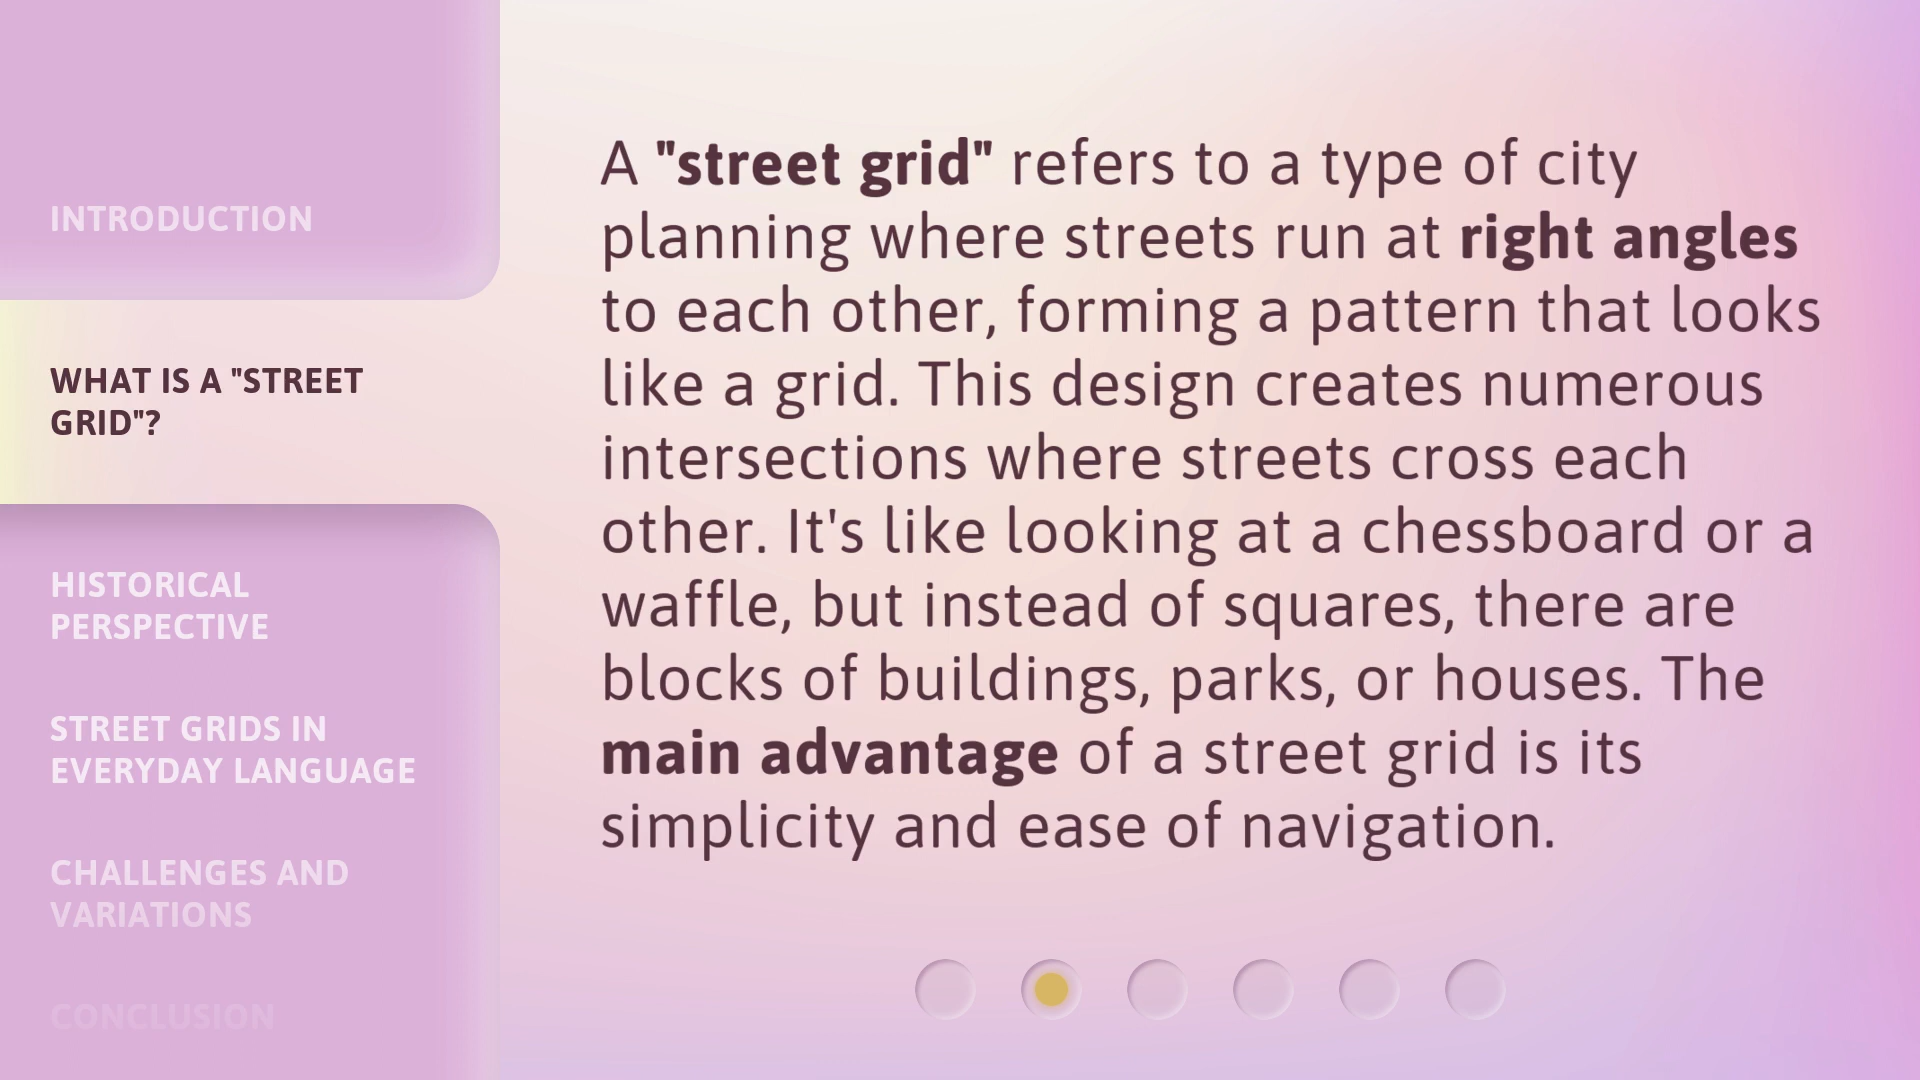 INTRODUCTION
WHAT IS A "STREET
GRID"?
HISTORICAL
PERSPECTIVE
STREET GRIDS IN
EVERYDAY LANGUAGE
CHALLENGES AND
VARIATIONS
CONCLUSION
A "street grid" refers to a type of city
planning where streets run at right angles
to each other, forming a pattern that looks
like a grid. This design creates numerous
intersections where streets cross each
other. It's like looking at a chessboard or a
waffle, but instead of squares, there are
blocks of buildings, parks, or houses. The
main advantage of a street grid is its
simplicity and ease of navigation.